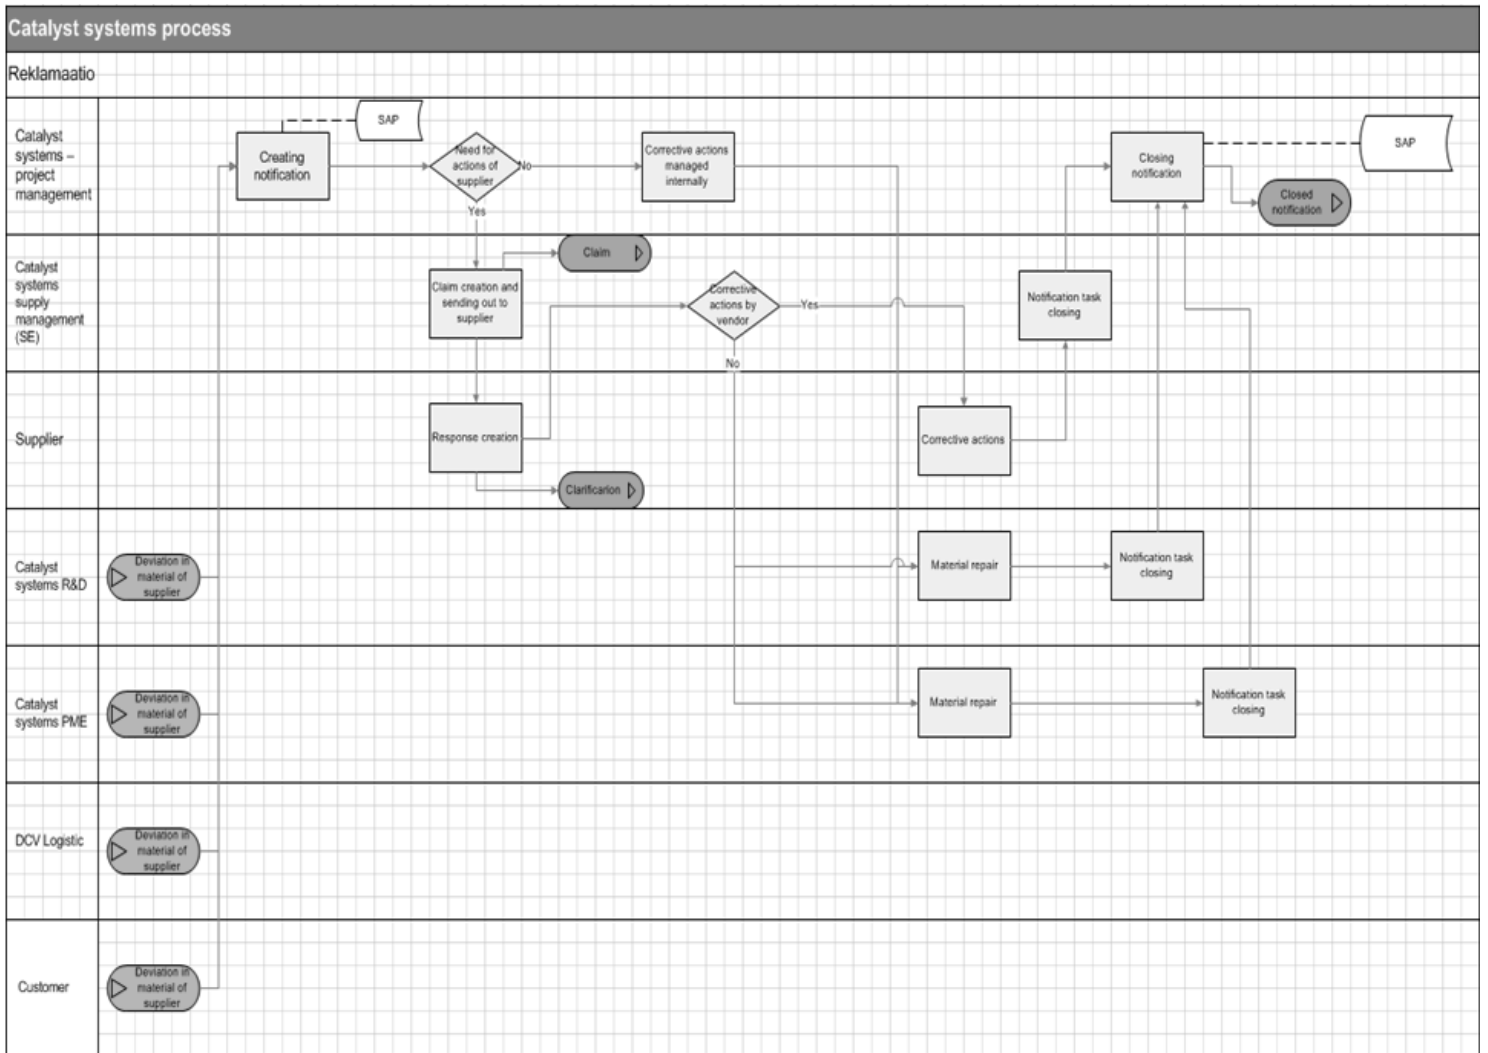 Catalyst systems process
Reklamaatio
Catalyst
systems –
project
management
Creating
notification
SAP
Need for
actions of
supplier
No
Yes
Corrective actions
managed
internally
Closing
notification
SAP
Closed
notification
Catalyst
systems
supply
management
(SE)
Claim
Claim creation and
sending out to
supplier
Corrective
actions by
vendor
Yes
No
Notification task
closing
Supplier
Response creation
Clarificarion
Corrective actions
Catalyst
systems R&D
Deviation in
material of
supplier
Material repair
Notification task
closing
Catalyst
systems PME
Deviation in
material of
supplier
Material repair
Notification task
closing
DCV Logistic
Deviation in
material of
supplier
Customer
Deviation in
material of
supplier